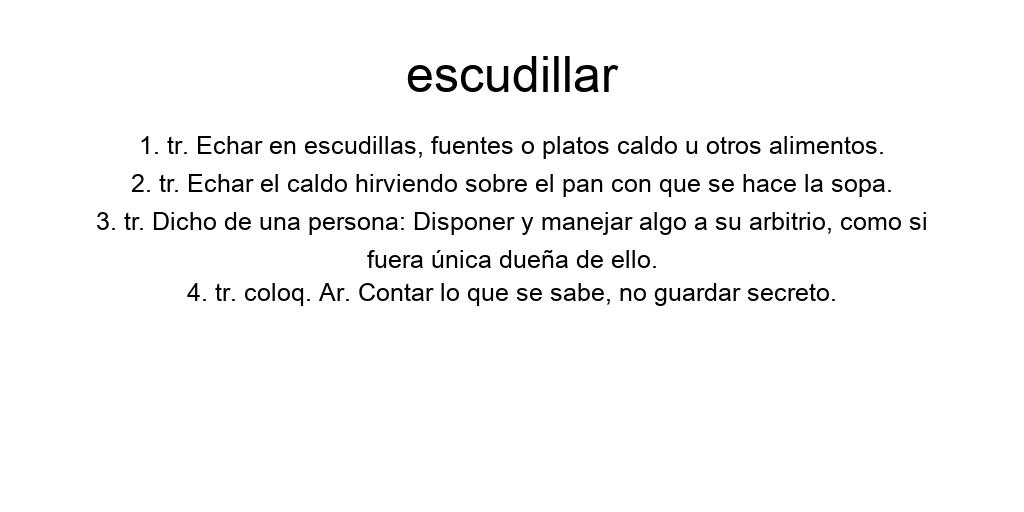 escudillar
1. tr. Echar en escudillas, fuentes o platos caldo u otros alimentos.
2. tr. Echar el caldo hirviendo sobre el pan con que se hace la sopa.
3. tr. Dicho de una persona: Disponer y manejar algo a su arbitrio, como si
fuera única dueña de ello.
4. tr. coloq. Ar. Contar lo que se sabe, no guardar secreto.